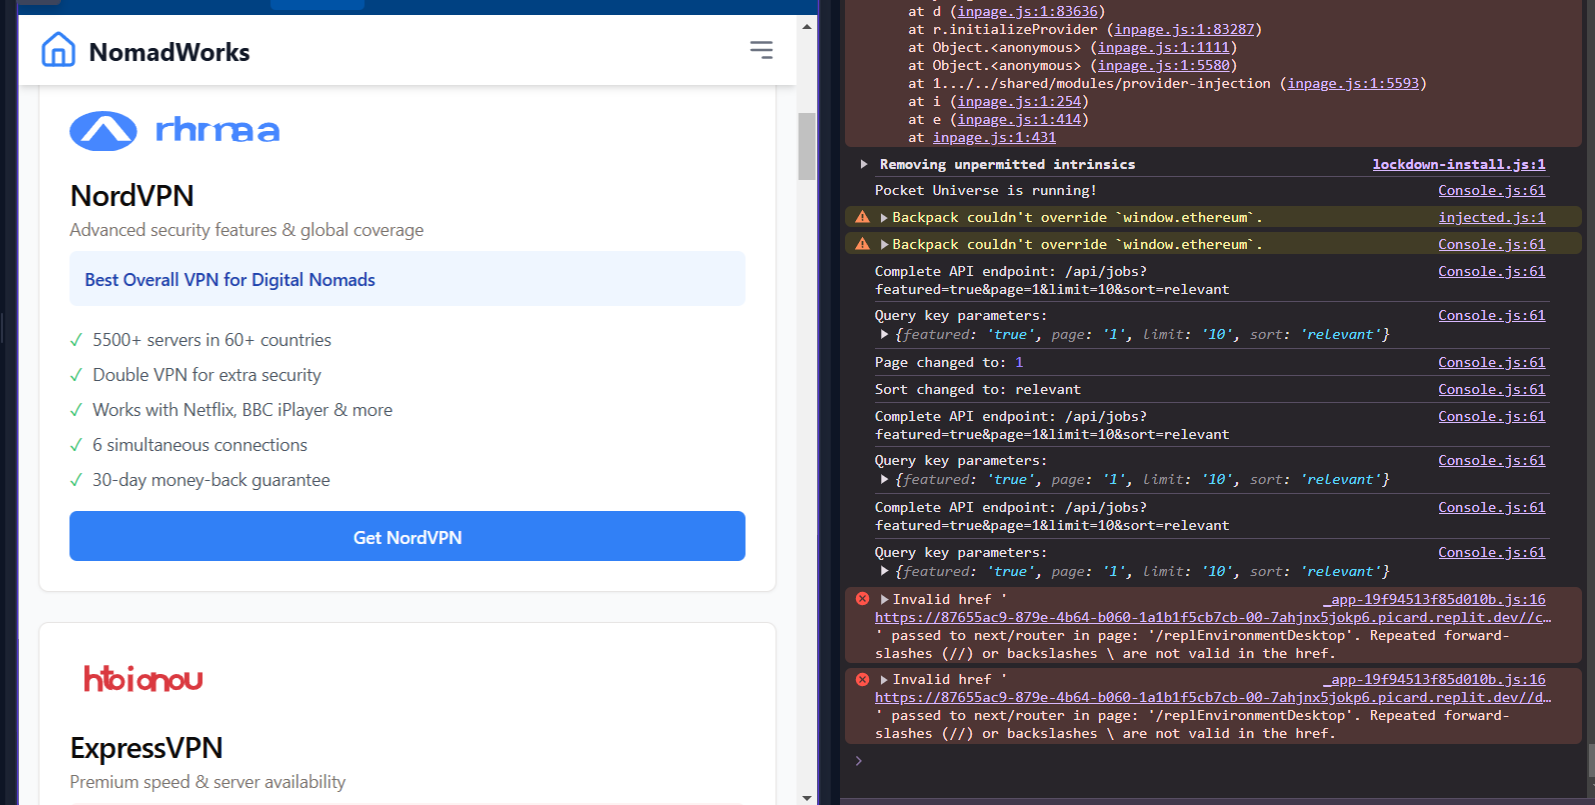 NomadWorks
NordVPN
Advanced security features & global coverage
Best Overall VPN for Digital Nomads
✓ 5500+ servers in 60+ countries
✓ Double VPN for extra security
✓ Works with Netflix, BBC iPlayer & more
✓ 6 simultaneous connections
✓ 30-day money-back guarantee
Get NordVPN
ExpressVPN
Premium speed & server availability
at d (inpage.js:1:83636)
at r.initializeProvider (inpage.js:1:83287)
at Object.<anonymous> (inpage.js:1:1111)
at Object.<anonymous> (inpage.js:1:5580)
at 1.../../shared/modules/provider-injection (inpage.js:1:5593)
at i (inpage.js:1:254)
at e (inpage.js:1:414)
at inpage.js:1:431
Removing unpermitted intrinsics lockdown-install.js:1
Pocket Universe is running! Console.js:61
Backpack couldn't override `window.ethereum`. injected.js:1
Backpack couldn't override `window.ethereum`. Console.js:61
Complete API endpoint: /api/jobs? Console.js:61
featured=true&page=1&limit=10&sort=relevant
Query key parameters: Console.js:61
{featured: 'true', page: '1', limit: '10', sort: 'relevant'}
Page changed to: 1 Console.js:61
Sort changed to: relevant Console.js:61
Complete API endpoint: /api/jobs? Console.js:61
featured=true&page=1&limit=10&sort=relevant
Query key parameters: Console.js:61
{featured: 'true', page: '1', limit: '10', sort: 'relevant'}
Complete API endpoint: /api/jobs? Console.js:61
featured=true&page=1&limit=10&sort=relevant
Query key parameters: Console.js:61
{featured: 'true', page: '1', limit: '10', sort: 'relevant'}
Invalid href ' _app-19f94513f85d010b.js:16
https://87655ac9-879e-4b64-b060-1a1b1f5cb7cb-00-7ahjnx5jokp6.picard.replit.dev//c…
' passed to next/router in page: '/replEnvironmentDesktop'. Repeated forward-
slashes (//) or backslashes \ are not valid in the href.
Invalid href ' _app-19f94513f85d010b.js:16
https://87655ac9-879e-4b64-b060-1a1b1f5cb7cb-00-7ahjnx5jokp6.picard.replit.dev//d…
' passed to next/router in page: '/replEnvironmentDesktop'. Repeated forward-
slashes (//) or backslashes \ are not valid in the href.